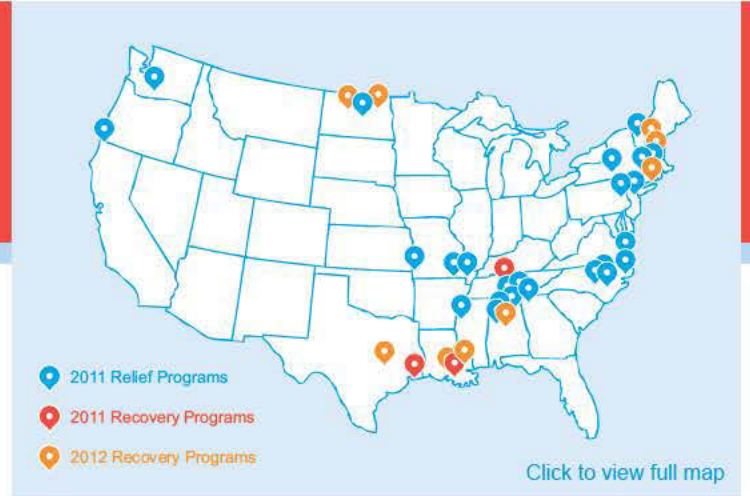 2011 Relief Programs
2011 Recovery Programs
2012 Recovery Programs
Click to view full map